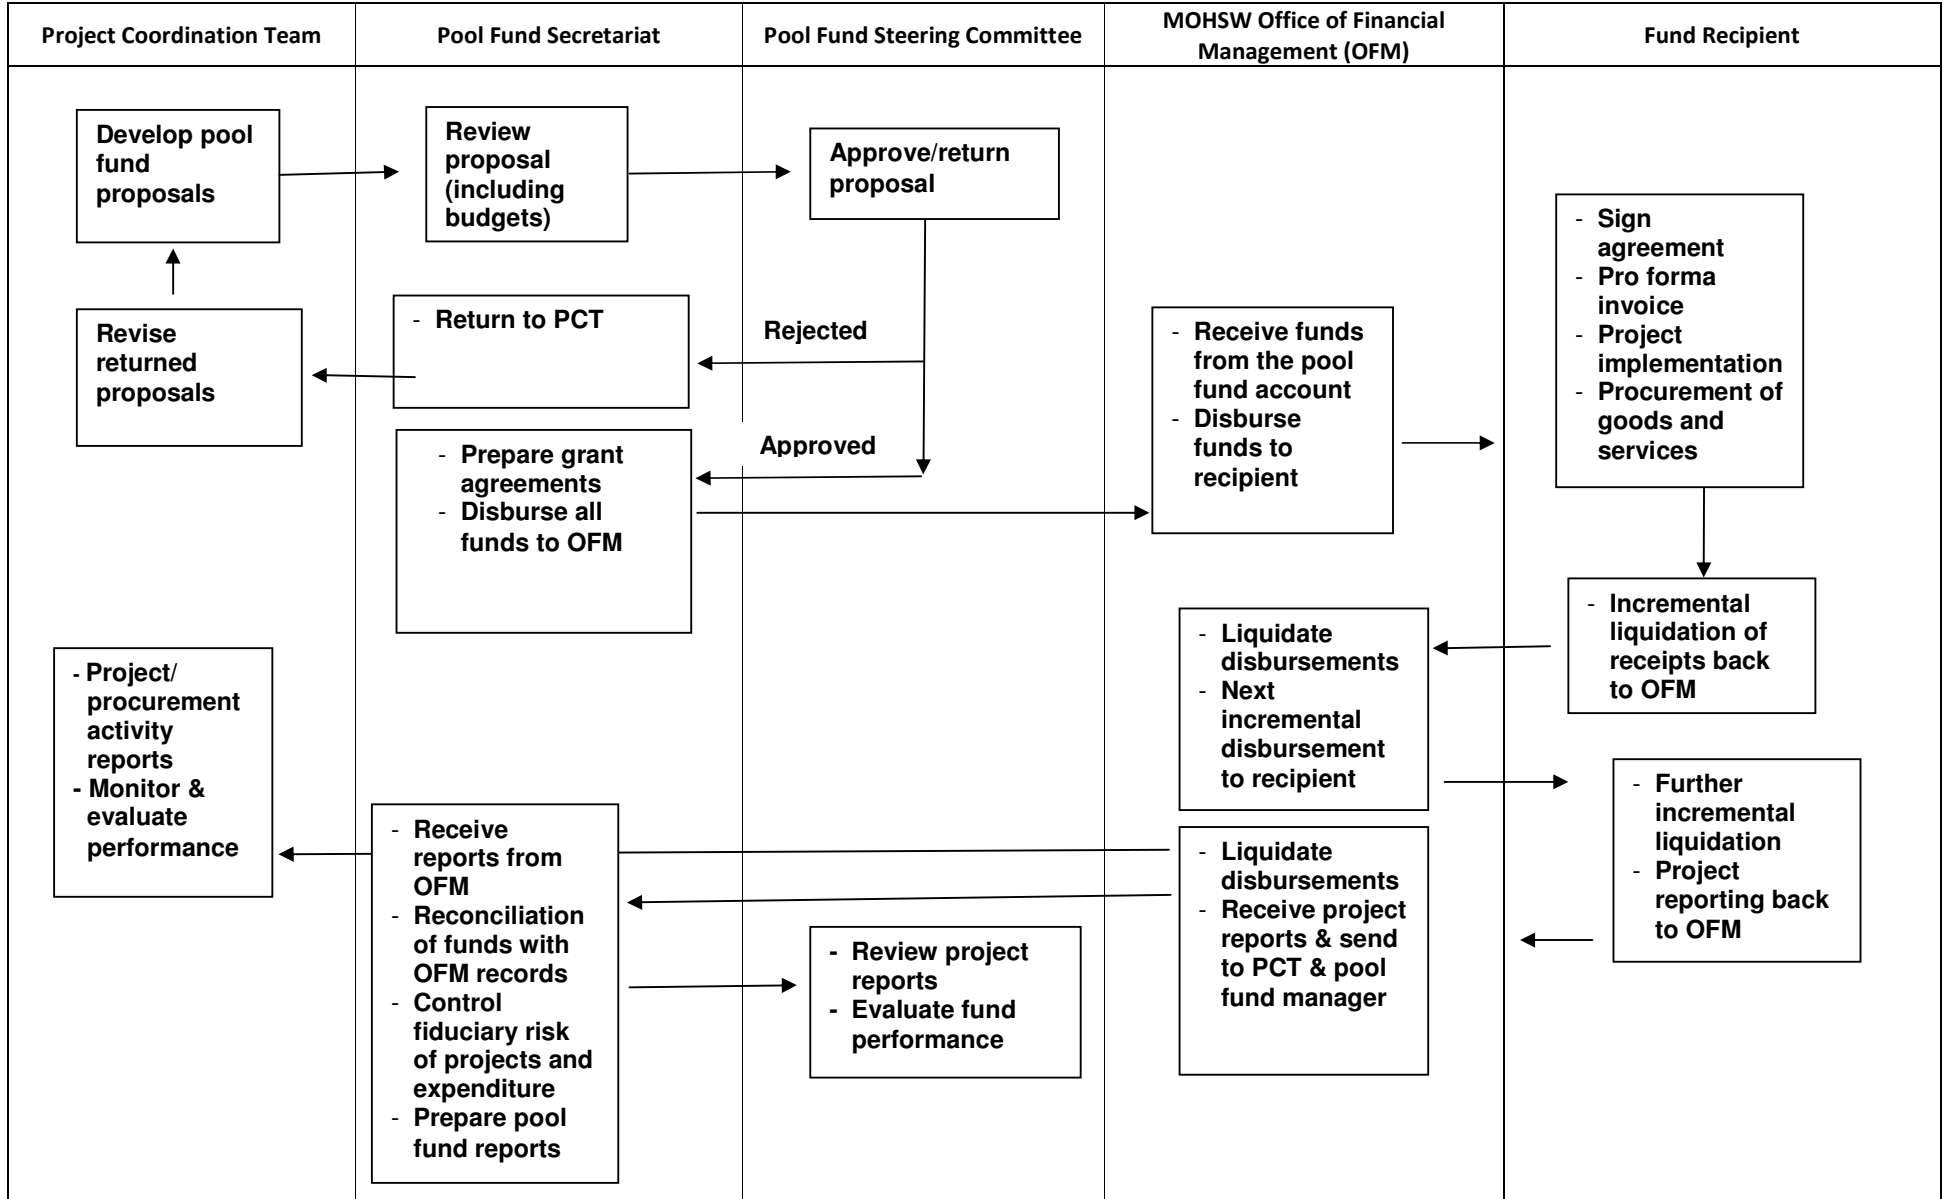 Project Coordination Team
Pool Fund Secretariat
Pool Fund Steering Committee
MOHSW Office of Financial
Management (OFM)
Fund Recipient
Develop pool
fund
proposals
Review
proposal
(including
budgets)
Approve/return
proposal
- Sign
agreement
- Pro forma
invoice
- Project
implementation
- Procurement of
goods and
services
Revise
returned
proposals
- Return to PCT
Rejected
- Receive funds
from the pool
fund account
- Disburse
funds to
recipient
Approved
- Prepare grant
agreements
- Disburse all
funds to OFM
- Incremental
liquidation of
receipts back
to OFM
- Liquidate
disbursements
- Next
incremental
disbursement
to recipient
- Project/
procurement
activity
reports
- Monitor &
evaluate
performance
- Further
incremental
liquidation
- Project
reporting back
to OFM
- Receive
reports from
OFM
- Reconciliation
of funds with
OFM records
- Control
fiduciary risk
of projects and
expenditure
- Prepare pool
fund reports
- Liquidate
disbursements
- Receive project
reports & send
to PCT & pool
fund manager
- Review project
reports
- Evaluate fund
performance